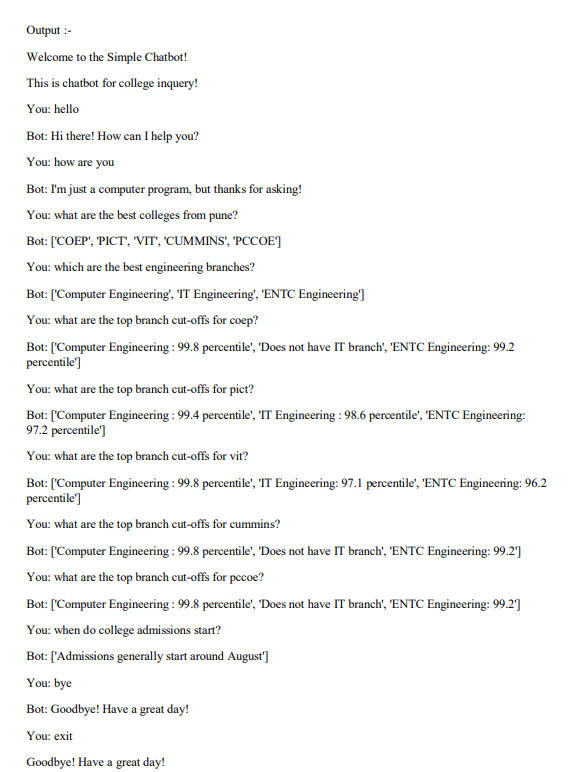 Output :-
Welcome to the Simple Chatbot!
This is chatbot for college inquery!
You: hello
Bot: Hi there! How can I help you?
You: how are you
Bot: I'm just a computer program, but thanks for asking!
You: what are the best colleges from pune?
Bot: ['COEP', 'PICT', 'VIT', 'CUMMINS', 'PCCOE']
You: which are the best engineering branches?
Bot: ['Computer Engineering', 'IT Engineering', 'ENTC Engineering']
You: what are the top branch cut-offs for coep?
Bot: ['Computer Engineering : 99.8 percentile', 'Does not have IT branch', 'ENTC Engineering: 99.2
percentile']
You: what are the top branch cut-offs for pict?
Bot: ['Computer Engineering : 99.4 percentile', 'IT Engineering : 98.6 percentile', 'ENTC Engineering:
97.2 percentile']
You: what are the top branch cut-offs for vit?
Bot: ['Computer Engineering : 99.8 percentile', 'IT Engineering: 97.1 percentile', 'ENTC Engineering: 96.2
percentile']
You: what are the top branch cut-offs for cummins?
Bot: ['Computer Engineering : 99.8 percentile', 'Does not have IT branch', 'ENTC Engineering: 99.2']
You: what are the top branch cut-offs for pccoe?
Bot: ['Computer Engineering : 99.8 percentile', 'Does not have IT branch', 'ENTC Engineering: 99.2']
You: when do college admissions start?
Bot: ['Admissions generally start around August']
You: bye
Bot: Goodbye! Have a great day!
You: exit
Goodbye! Have a great day!